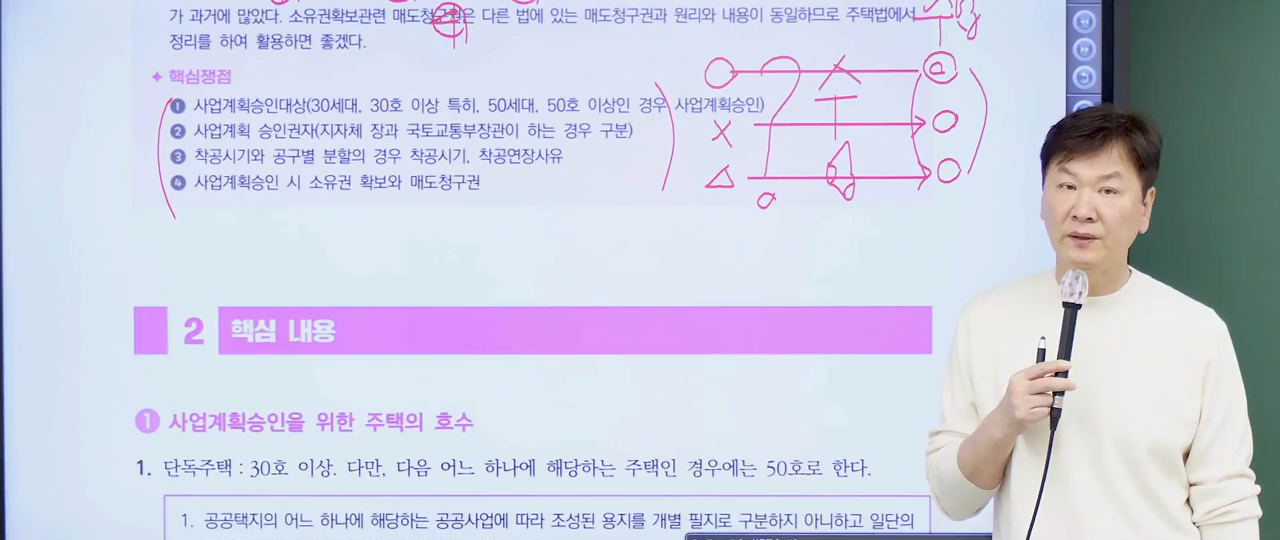 가 과거에 많았다. 소유권확보관련 매도청구권은 다른 법에 있는 매도청구권과 원리와 내용이 동일하므로 주택법에서
정리를 하여 활용하면 좋겠다.
✦ 핵심쟁점
❶ 사업계획승인대상(30세대, 30호 이상 특히, 50세대, 50호 이상인 경우 사업계획승인)
❷ 사업계획 승인권자(지자체 장과 국토교통부장관이 하는 경우 구분)
❸ 착공시기와 공구별 분할의 경우 착공시기, 착공연장사유
❹ 사업계획승인 시 소유권 확보와 매도청구권
2 핵심 내용
❶ 사업계획승인을 위한 주택의 호수
1. 단독주택 : 30호 이상. 다만, 다음 어느 하나에 해당하는 주택인 경우에는 50호로 한다.
1. 공공택지의 어느 하나에 해당하는 공공사업에 따라 조성된 용지를 개별 필지로 구분하지 아니하고 일단의